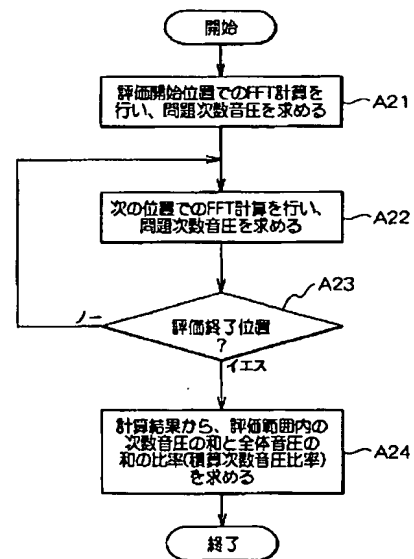 開始
評価開始位置でのFFT計算を
行い、問題次数音圧を求める
A21
次の位置でのFFT計算を行い、
問題次数音圧を求める
A22
A23
評価終了位置
?
ノー
イエス
計算結果から、評価範囲内の
次数音圧の和と全体音圧の
和の比率(積算次数音圧比率)
を求める
A24
終了